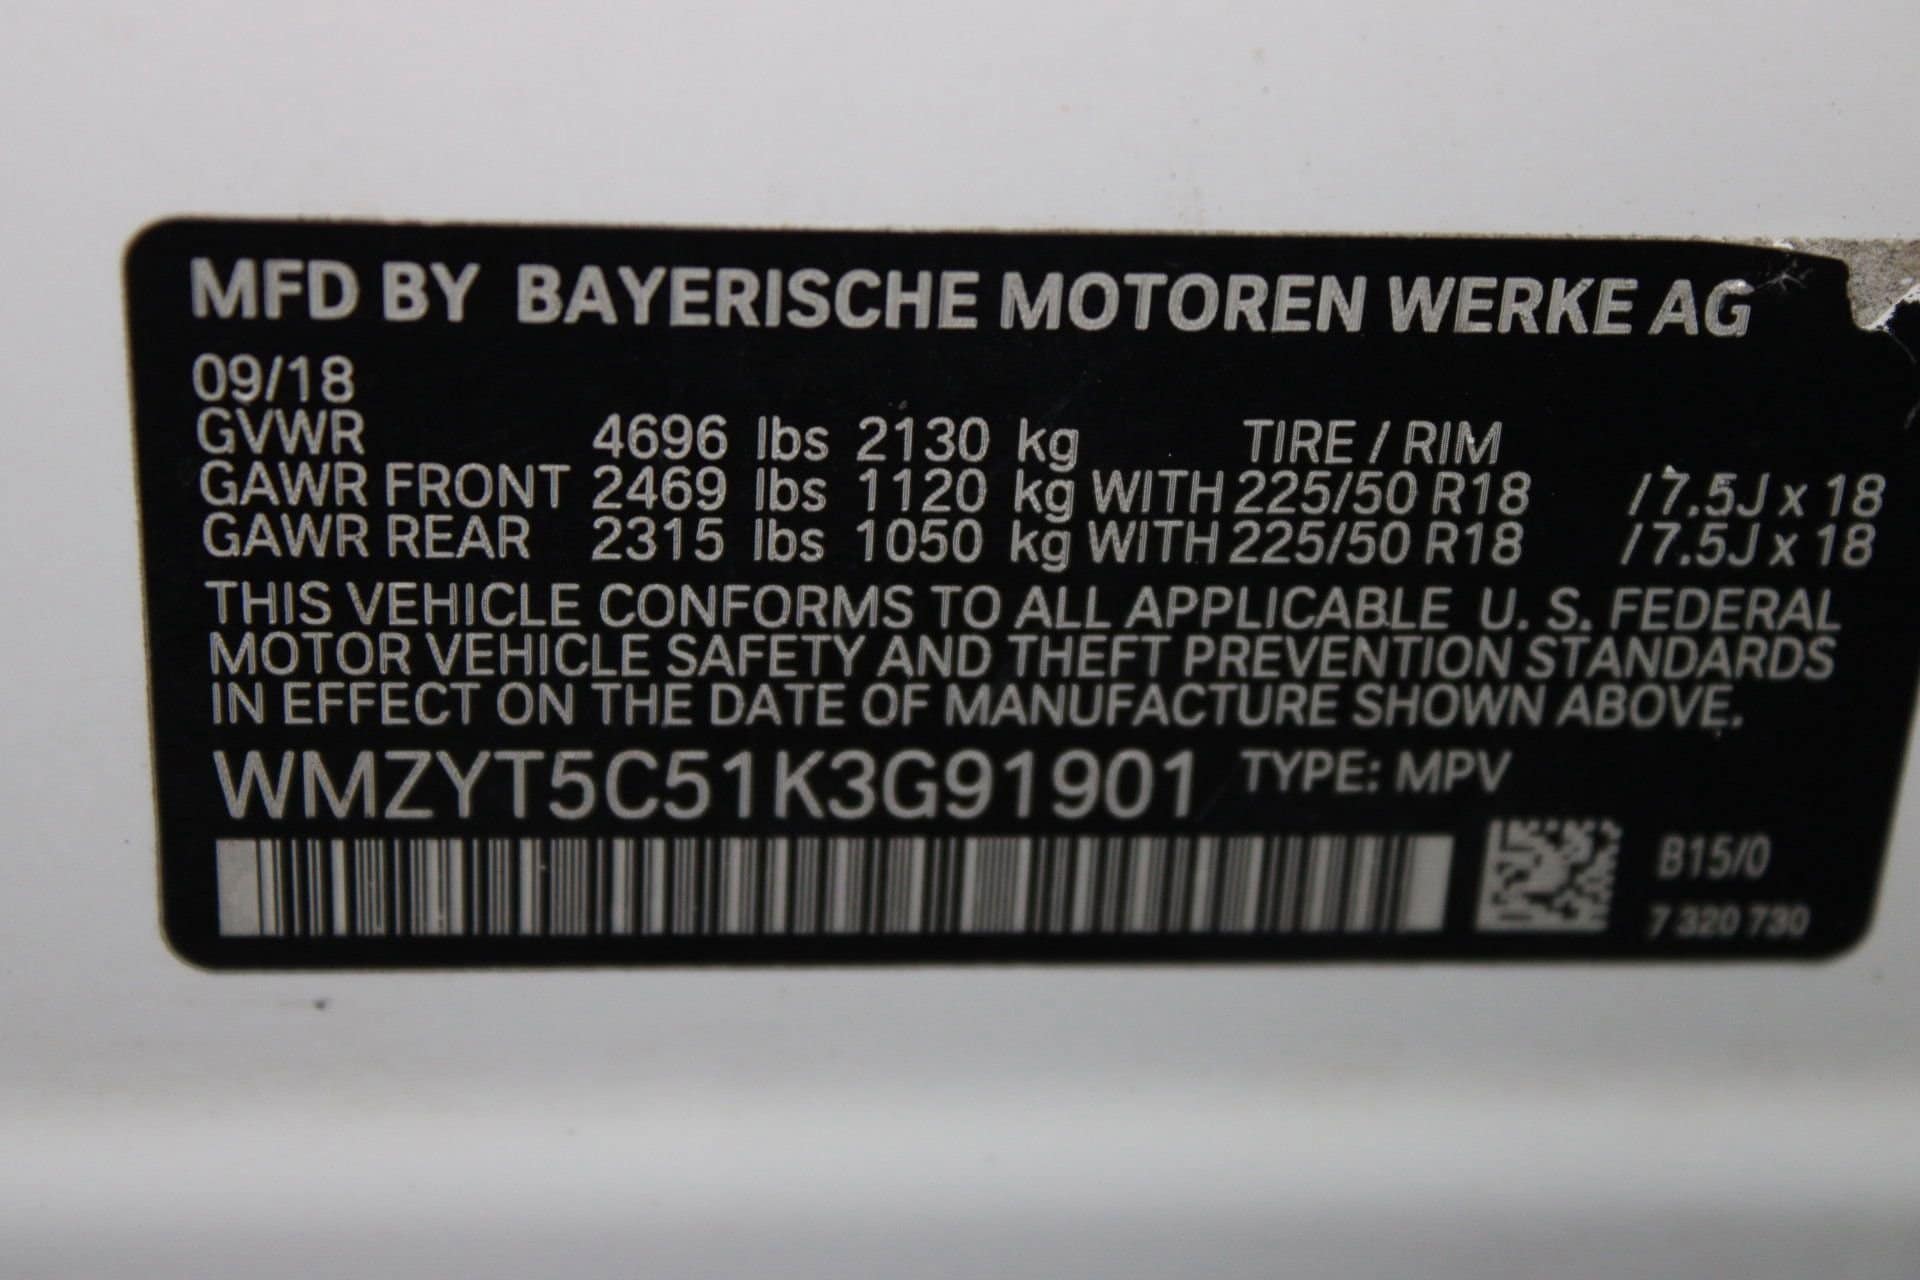 MFD BY BAYERISCHE MOTOREN WERKE AG
09/18
GVWR 4696 lbs 2130 kg TIRE / RIM
GAWR FRONT 2469 lbs 1120 kg WITH 225/50 R18 /7.5J x 18
GAWR REAR 2315 lbs 1050 kg WITH 225/50 R18 /7.5J x 18
THIS VEHICLE CONFORMS TO ALL APPLICABLE U. S. FEDERAL
MOTOR VEHICLE SAFETY AND THEFT PREVENTION STANDARDS
IN EFFECT ON THE DATE OF MANUFACTURE SHOWN ABOVE.
WMZYT5C51K3G91901 TYPE: MPV
B15/0
7 320 730